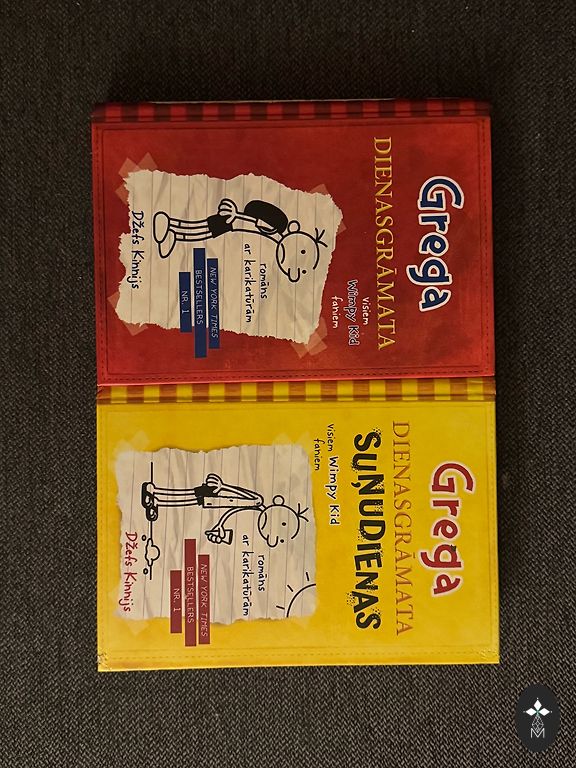 Grega
DIENASGRĀMATA
visiem
Wimpy Kid
faniem
romāns
ar karikatūrām
NEW YORK TIMES
BESTSELLERS
NR. 1
Džefs Kinnijs
Grega
DIENASGRĀMATA
SUŅUDIENAS
visiem Wimpy Kid
faniem
romāns
ar karikatūrām
NEW YORK TIMES
BESTSELLERS
NR. 1
Džefs Kinnijs
M